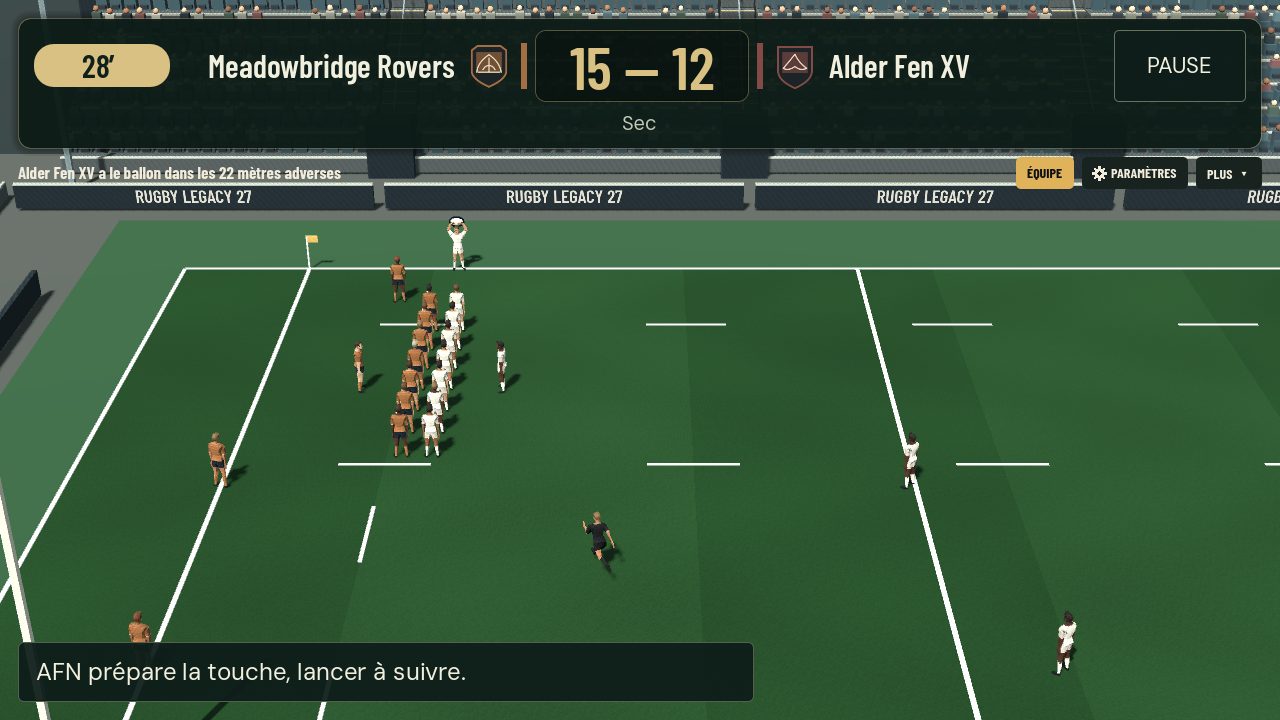 28′
Meadowbridge Rovers
15 – 12
Alder Fen XV
PAUSE
Sec
Alder Fen XV a le ballon dans les 22 mètres adverses
ÉQUIPE
PARAMÈTRES
PLUS ▼
RUGBY LEGACY 27
RUGBY LEGACY 27
RUGBY LEGACY 27
RUGB
AFN prépare la touche, lancer à suivre.